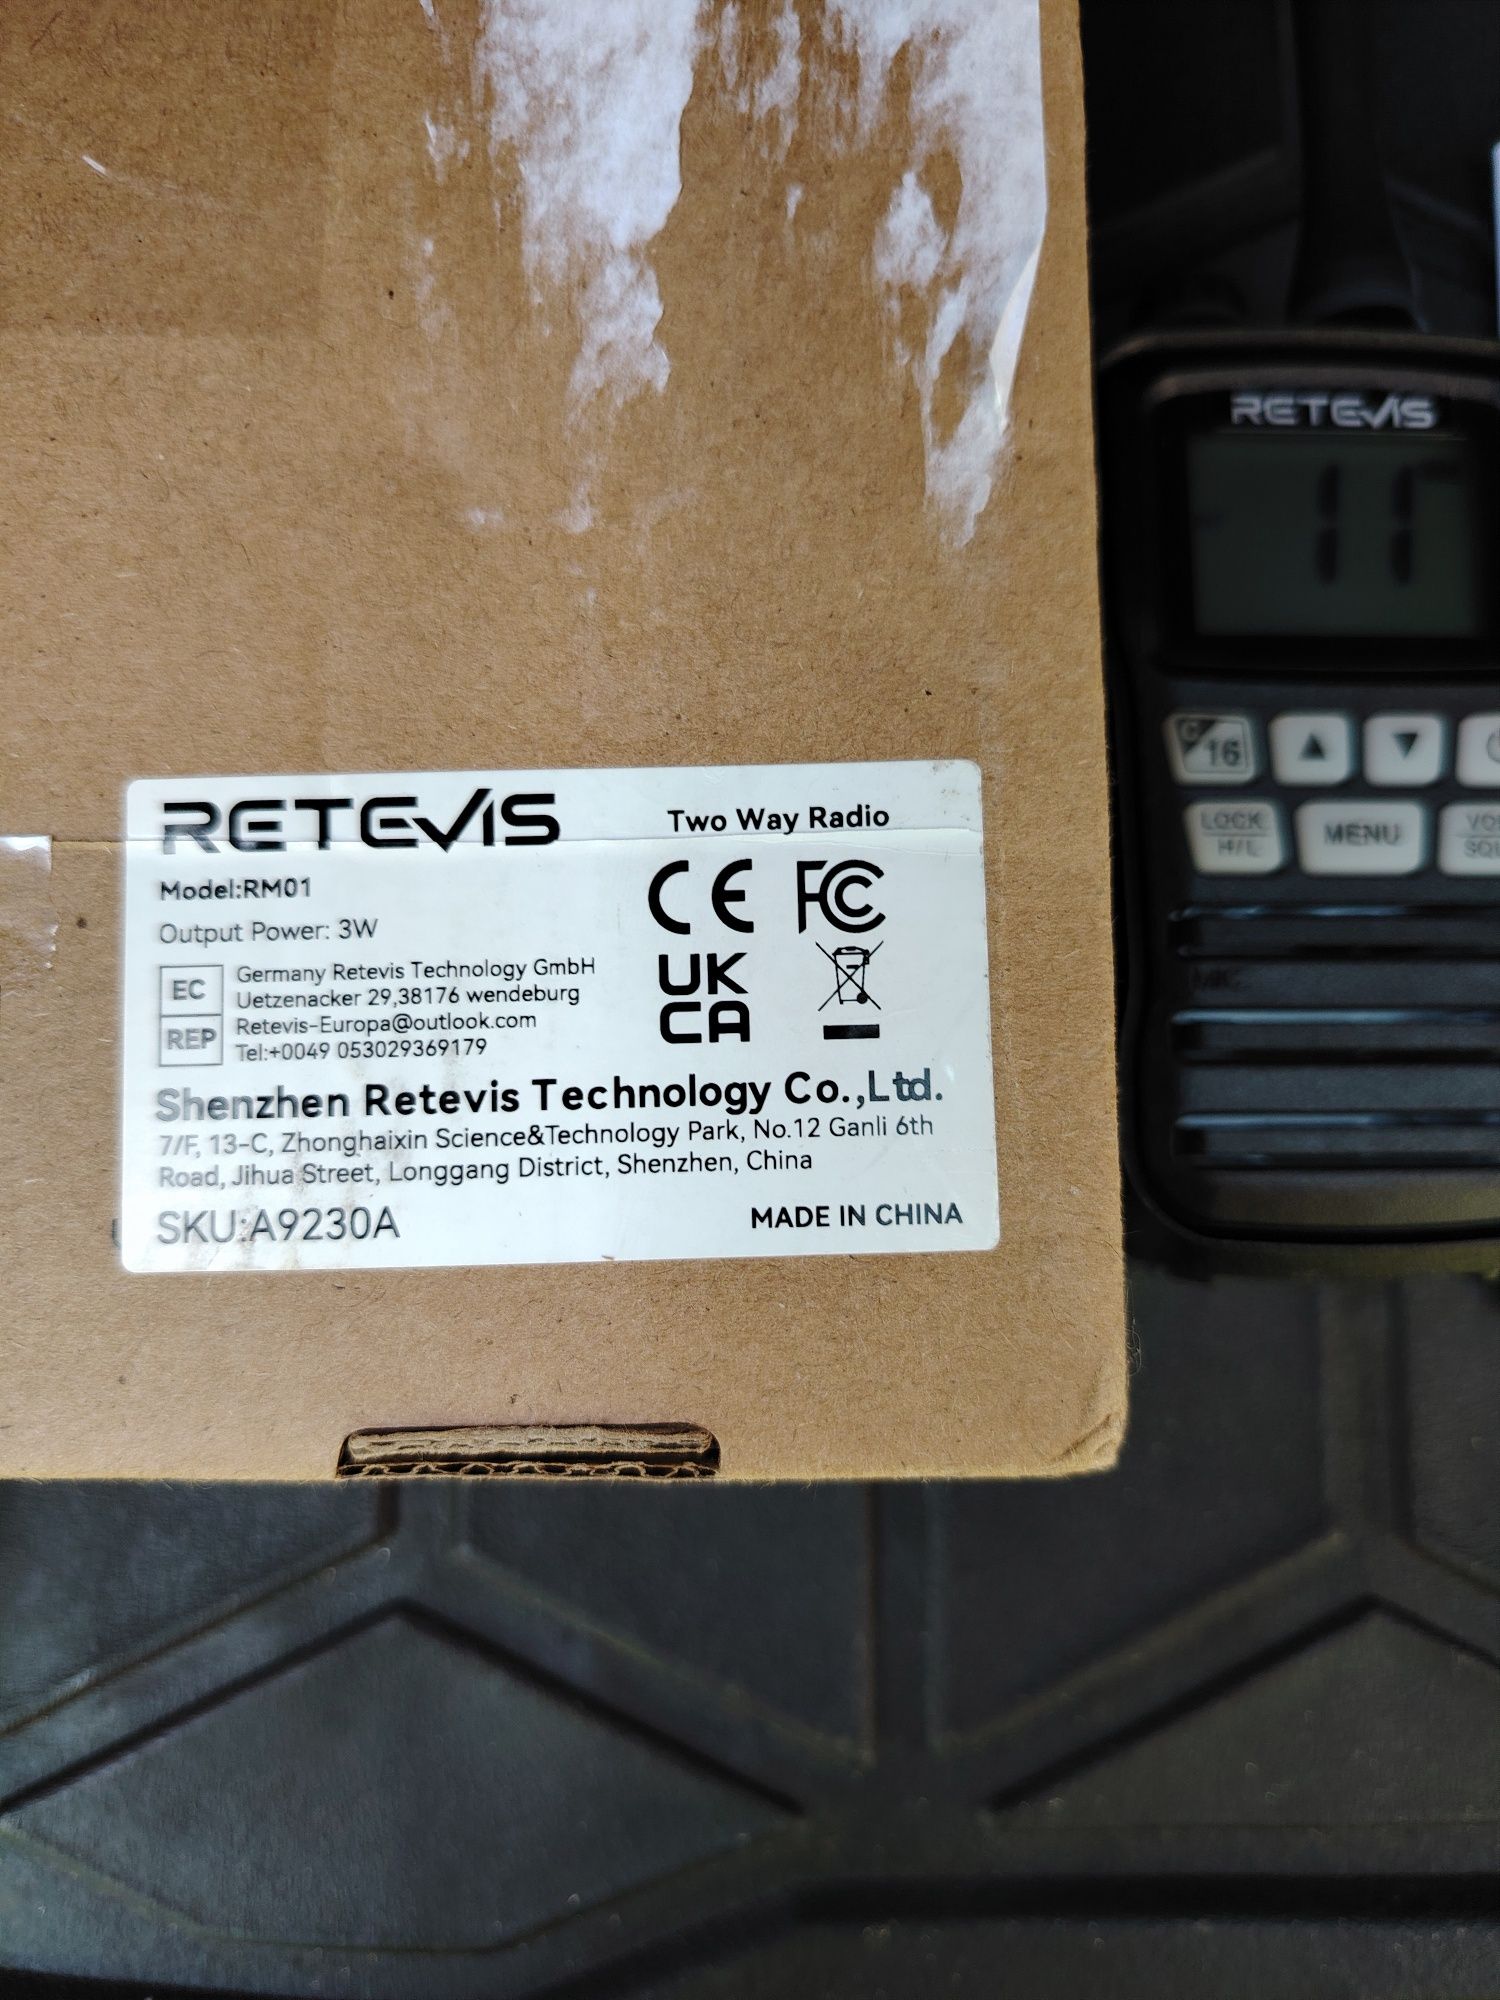 RETEVIS
Two Way Radio
Model:RM01
Output Power: 3W
CE FC
EC
REP
Germany Retevis Technology GmbH
Uetzenacker 29,38176 wendeburg
Retevis-Europa@outlook.com
Tel:+0049 053029369179
UK
CA
Shenzhen Retevis Technology Co.,Ltd.
7/F, 13-C, Zhonghaixin Science&Technology Park, No.12 Ganli 6th
Road, Jihua Street, Longgang District, Shenzhen, China
SKU:A9230A
MADE IN CHINA
RETEVIS
11
C/16
LOCK
H/L
MENU
MIC